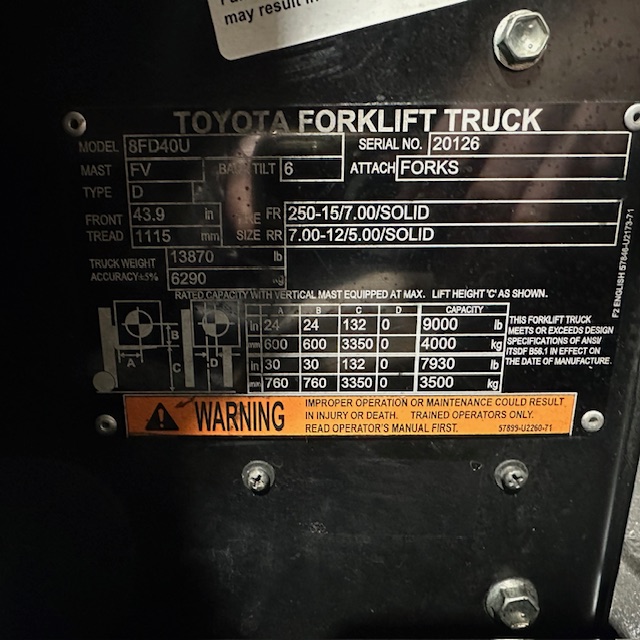 may result in
TOYOTA FORKLIFT TRUCK
MODEL 8FD40U SERIAL NO. 20126
MAST FV BACK TILT 6 ATTACH FORKS
TYPE D
FRONT TREAD 43.9 in 1115 mm
TIRE SIZE FR 250-15/7.00/SOLID
RR 7.00-12/5.00/SOLID
TRUCK WEIGHT 13870 lb
ACCURACY±5% 6290 kg
RATED CAPACITY WITH VERTICAL MAST EQUIPPED AT MAX. LIFT HEIGHT 'C' AS SHOWN.
A B C D
A B C D CAPACITY
in 24 24 132 0 9000 lb
mm 600 600 3350 0 4000 kg
in 30 30 132 0 7930 lb
mm 760 760 3350 0 3500 kg
THIS FORKLIFT TRUCK
MEETS OR EXCEEDS DESIGN
SPECIFICATIONS OF ANSI/
ITSDF B56.1 IN EFFECT ON
THE DATE OF MANUFACTURE.
P2 ENGLISH 57846-U2173-71
WARNING
IMPROPER OPERATION OR MAINTENANCE COULD RESULT
IN INJURY OR DEATH. TRAINED OPERATORS ONLY.
READ OPERATOR'S MANUAL FIRST. 57899-U2260-71